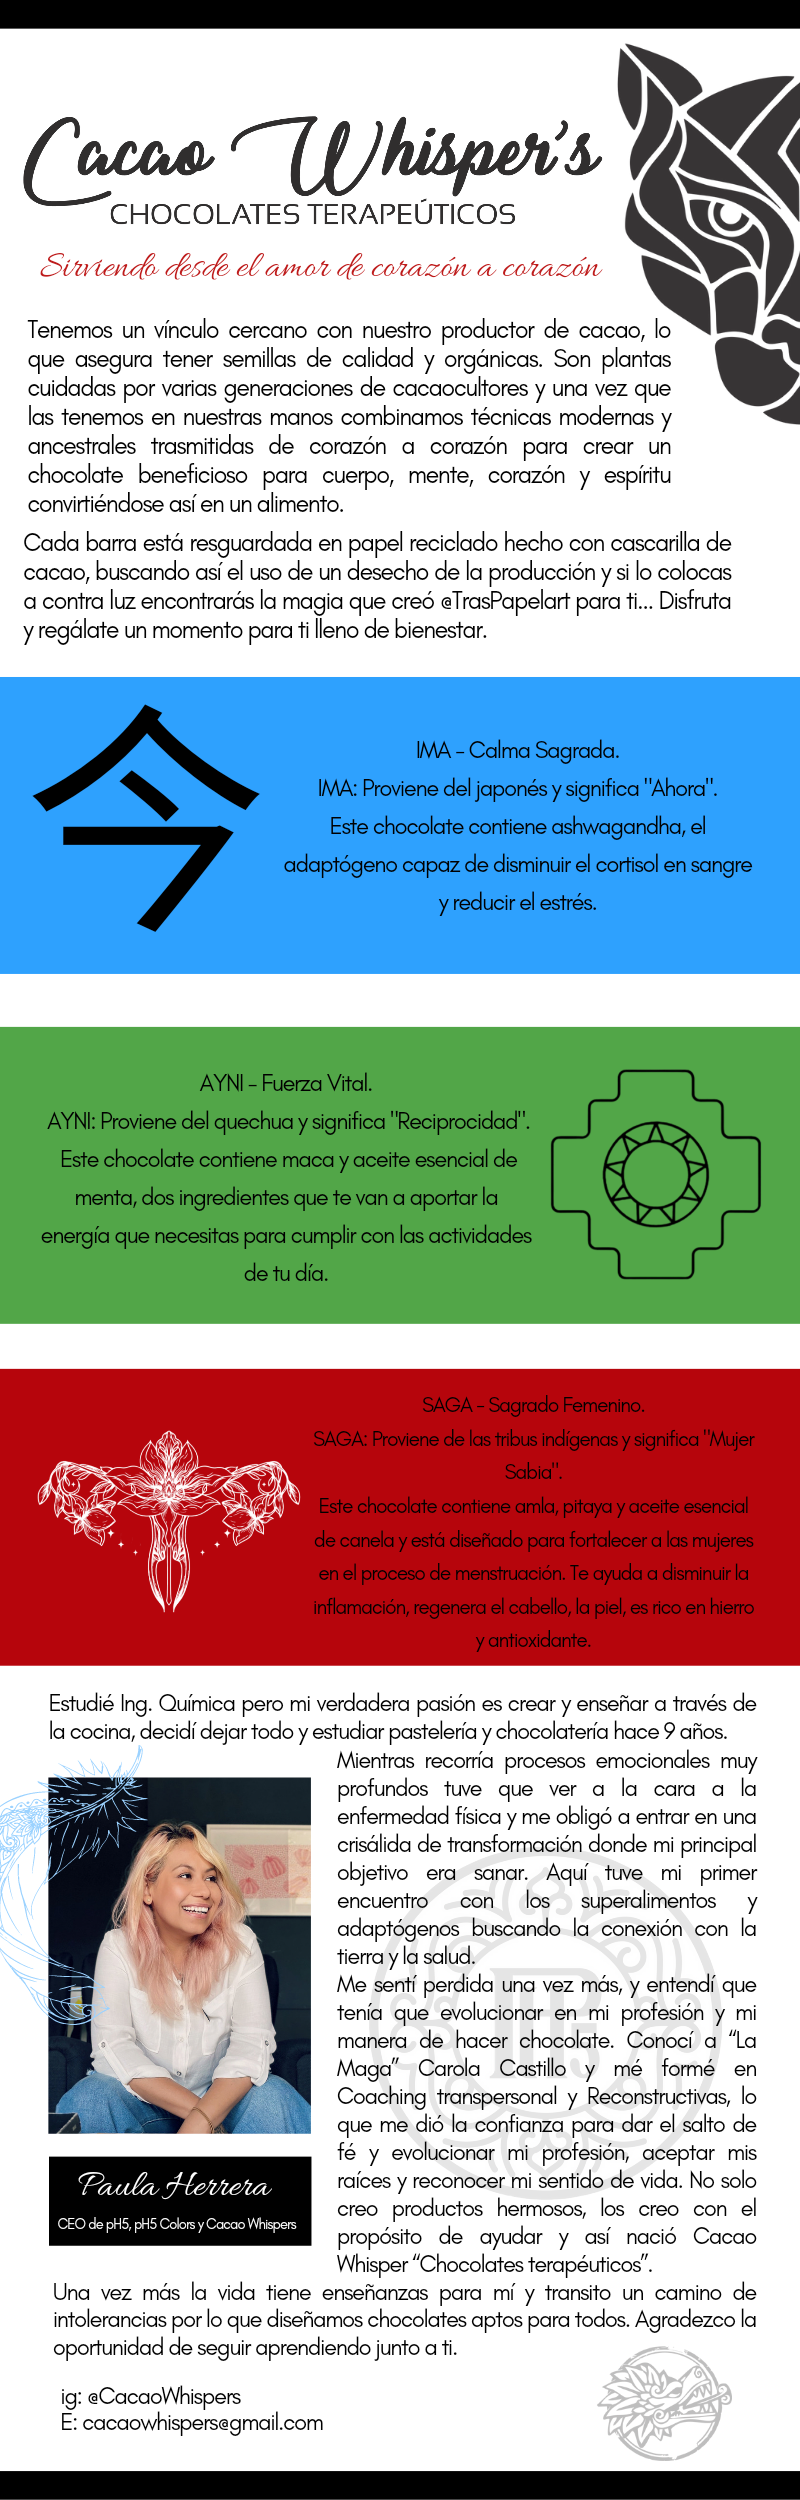 Cacao Whisper's
CHOCOLATES TERAPEÚTICOS
Sirviendo desde el amor de corazón a corazón
Tenemos un vínculo cercano con nuestro productor de cacao, lo
que asegura tener semillas de calidad y orgánicas. Son plantas
cuidadas por varias generaciones de cacaocultores y una vez que
las tenemos en nuestras manos combinamos técnicas modernas y
ancestrales trasmitidas de corazón a corazón para crear un
chocolate beneficioso para cuerpo, mente, corazón y espíritu
convirtiéndose así en un alimento.
Cada barra está resguardada en papel reciclado hecho con cascarilla de
cacao, buscando así el uso de un desecho de la producción y si lo colocas
a contra luz encontrarás la magia que creó @TrasPapelart para ti... Disfruta
y regálate un momento para ti lleno de bienestar.
今
IMA - Calma Sagrada.
IMA: Proviene del japonés y significa "Ahora".
Este chocolate contiene ashwagandha, el
adaptógeno capaz de disminuir el cortisol en sangre
y reducir el estrés.
AYNI - Fuerza Vital.
AYNI: Proviene del quechua y significa "Reciprocidad".
Este chocolate contiene maca y aceite esencial de
menta, dos ingredientes que te van a aportar la
energía que necesitas para cumplir con las actividades
de tu día.
SAGA - Sagrado Femenino.
SAGA: Proviene de las tribus indígenas y significa "Mujer
Sabia".
Este chocolate contiene amla, pitaya y aceite esencial
de canela y está diseñado para fortalecer a las mujeres
en el proceso de menstruación. Te ayuda a disminuir la
inflamación, regenera el cabello, la piel, es rico en hierro
y antioxidante.
Estudié Ing. Química pero mi verdadera pasión es crear y enseñar a través de
la cocina, decidí dejar todo y estudiar pastelería y chocolatería hace 9 años.
Mientras recorría procesos emocionales muy
profundos tuve que ver a la cara a la
enfermedad física y me obligó a entrar en una
crisálida de transformación donde mi principal
objetivo era sanar. Aquí tuve mi primer
encuentro con los superalimentos y
adaptógenos buscando la conexión con la
tierra y la salud.
Me sentí perdida una vez más, y entendí que
tenía que evolucionar en mi profesión y mi
manera de hacer chocolate. Conocí a “La
Maga” Carola Castillo y mé formé en
Coaching transpersonal y Reconstructivas, lo
que me dió la confianza para dar el salto de
fé y evolucionar mi profesión, aceptar mis
raíces y reconocer mi sentido de vida. No solo
creo productos hermosos, los creo con el
propósito de ayudar y así nació Cacao
Whisper “Chocolates terapéuticos”.
Paula Herrera
CEO de pH5, pH5 Colors y Cacao Whispers
Una vez más la vida tiene enseñanzas para mí y transito un camino de
intolerancias por lo que diseñamos chocolates aptos para todos. Agradezco la
oportunidad de seguir aprendiendo junto a ti.
ig: @CacaoWhispers
E: cacaowhispers@gmail.com